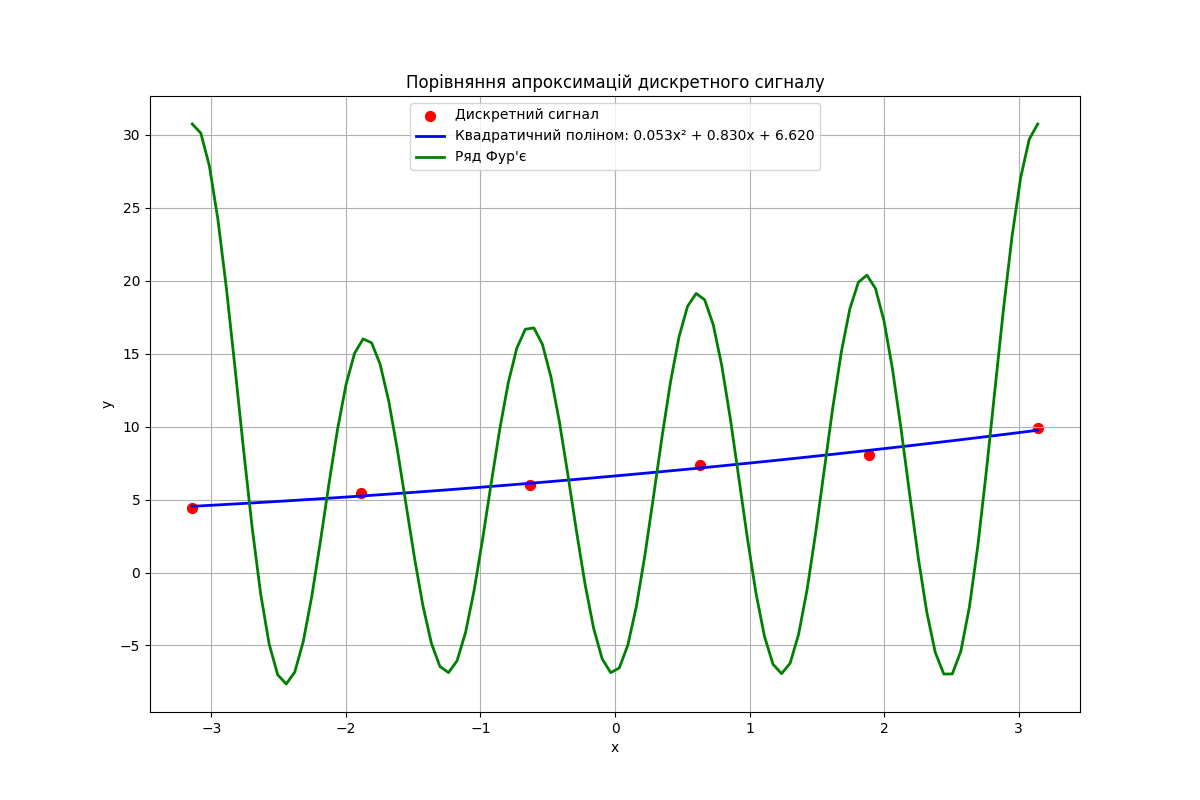 Порівняння апроксимацій дискретного сигналу
Дискретний сигнал
Квадратичний поліном: 0.053x² + 0.830x + 6.620
Ряд Фур'є
30
25
20
15
10
5
0
−5
y
−3
−2
−1
0
1
2
3
x